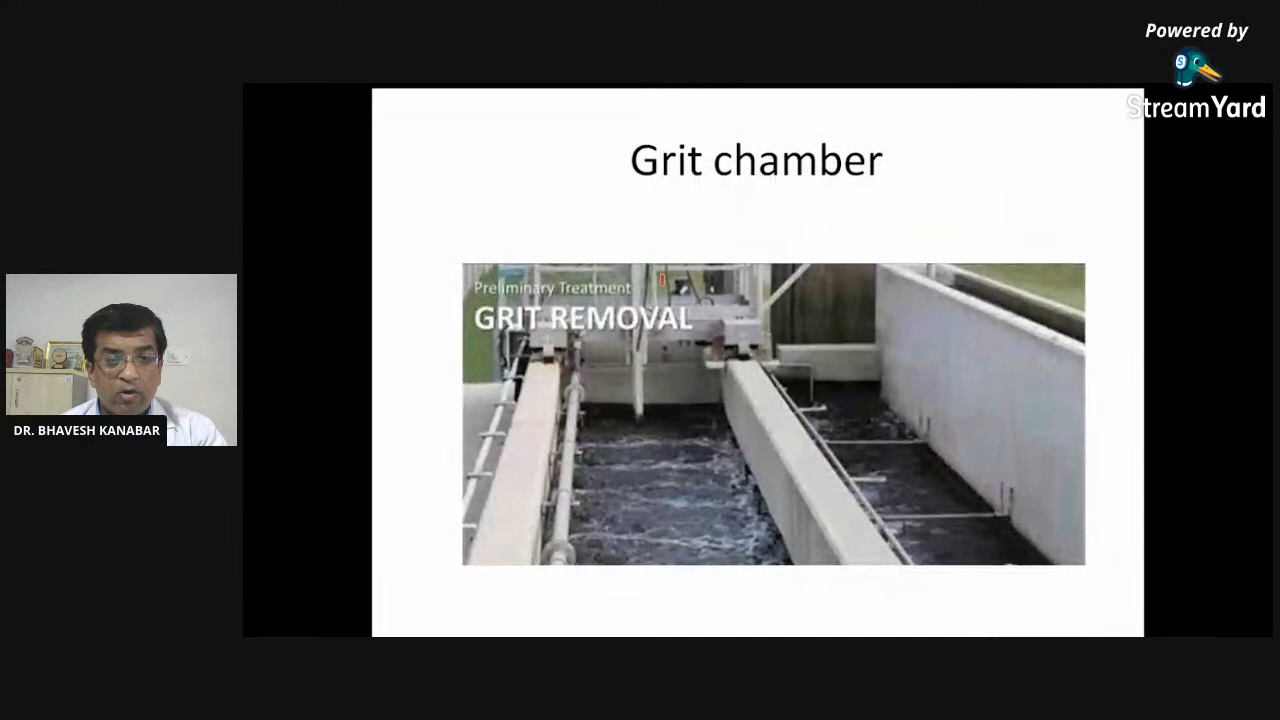 Powered by
StreamYard
Grit chamber
Preliminary Treatment
GRIT REMOVAL
DR. BHAVESH KANABAR